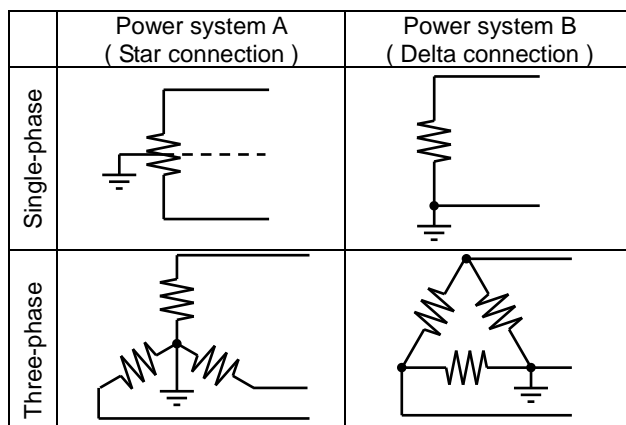 Power system A
( Star connection )
Power system B
( Delta connection )
Single-phase
Three-phase